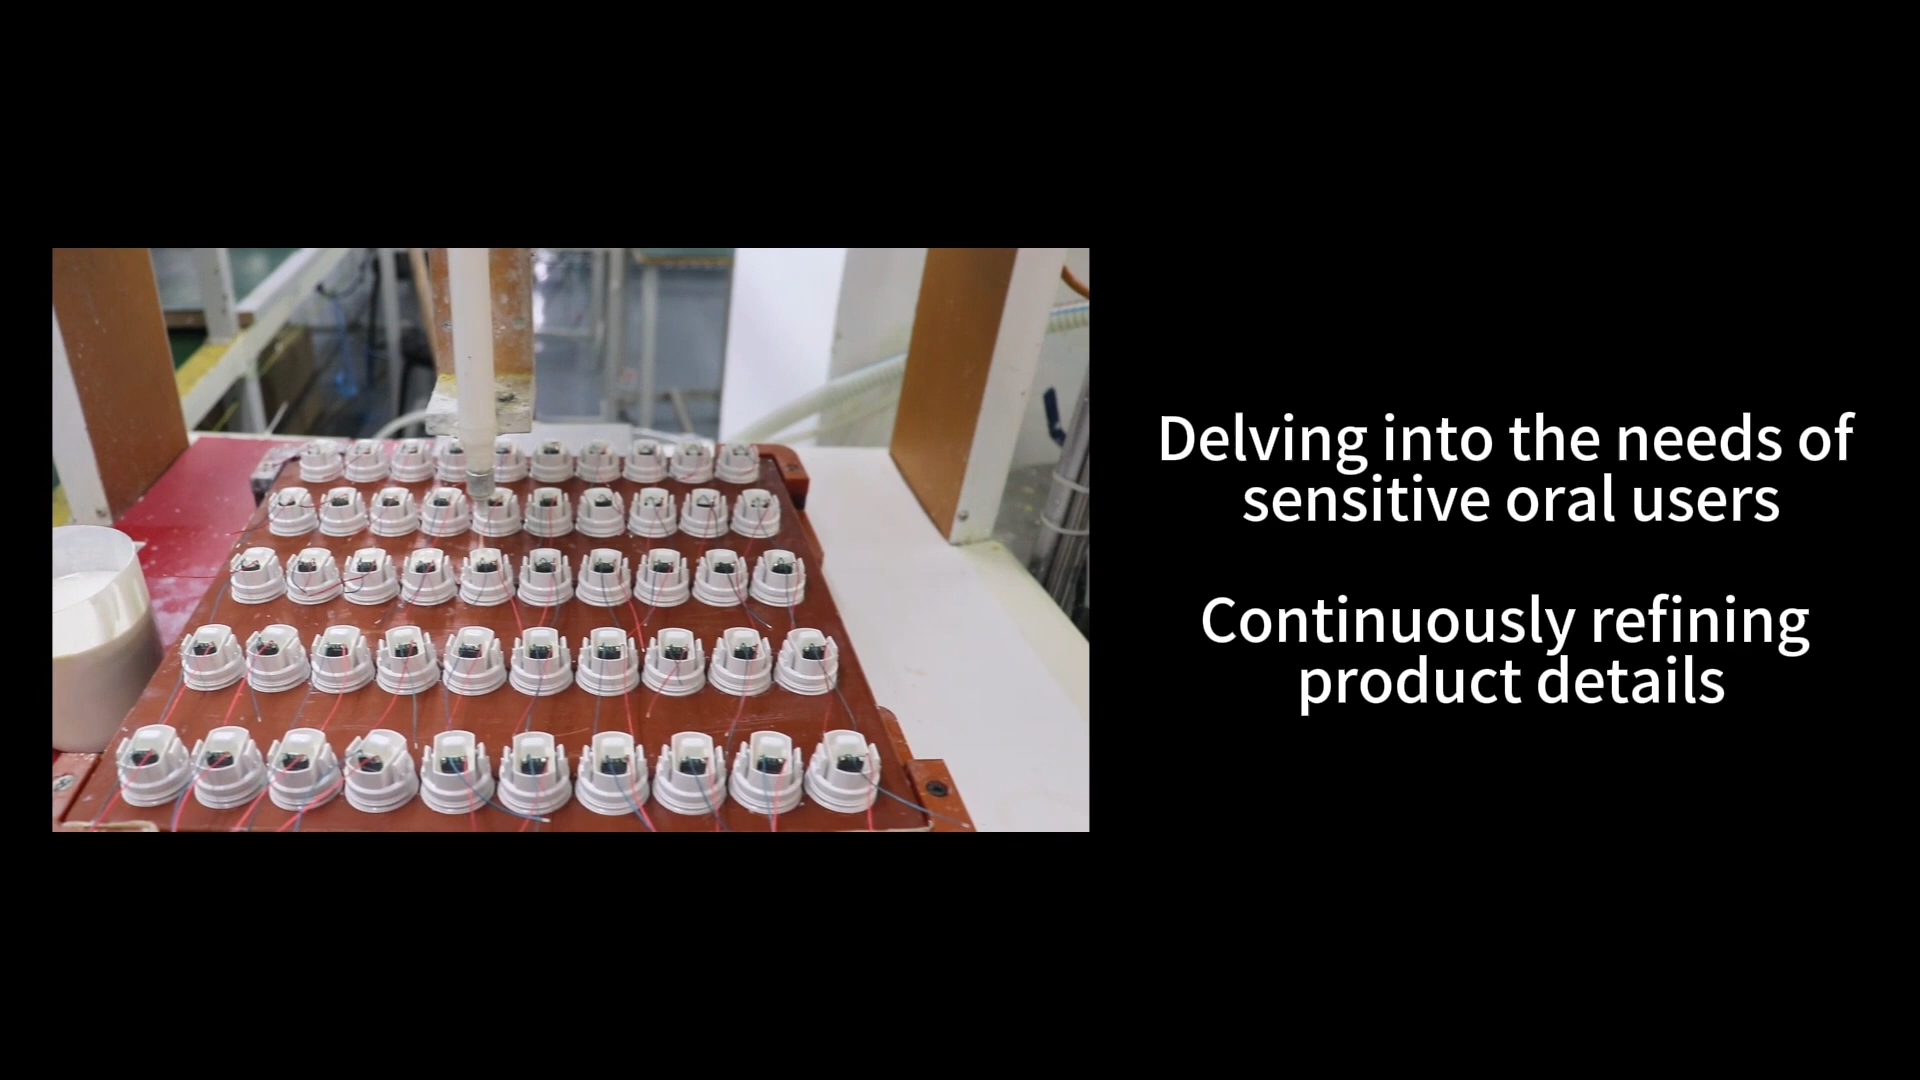 Delving into the needs of
sensitive oral users
Continuously refining
product details